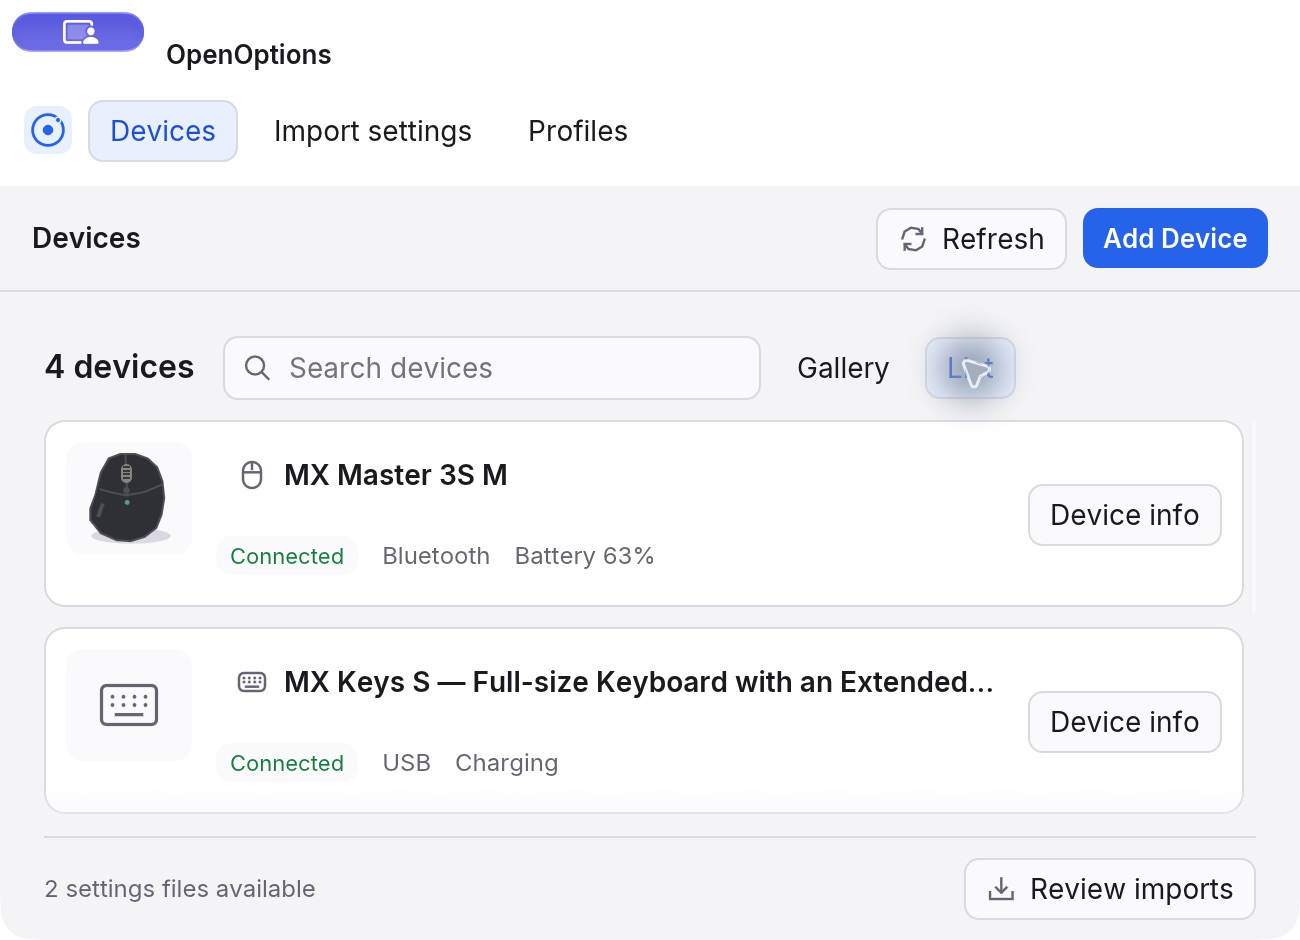 OpenOptions
Devices Import settings Profiles
Devices Refresh Add Device
4 devices Search devices Gallery
MX Master 3S M
Device info
Connected Bluetooth Battery 63%
MX Keys S — Full-size Keyboard with an Extended...
Device info
Connected USB Charging
2 settings files available Review imports